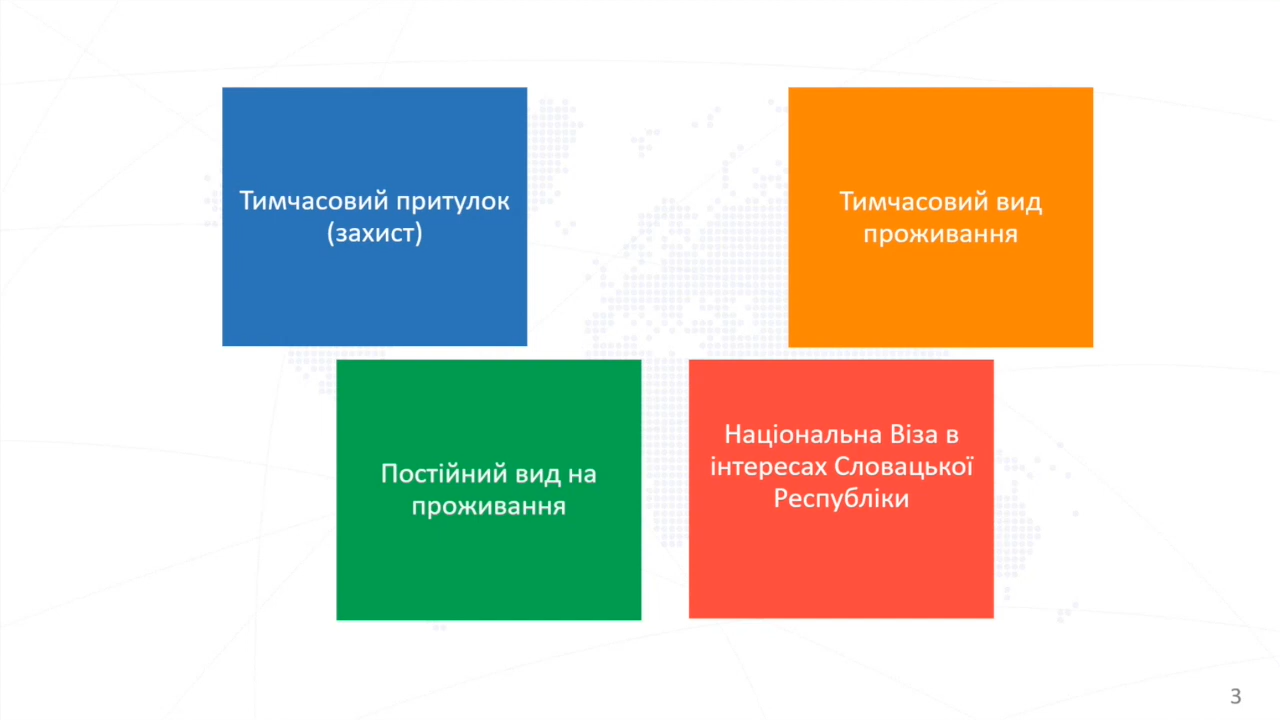 Тимчасовий притулок
(захист)
Тимчасовий вид
проживання
Постійний вид на
проживання
Національна Віза в
інтересах Словацької
Республіки
3